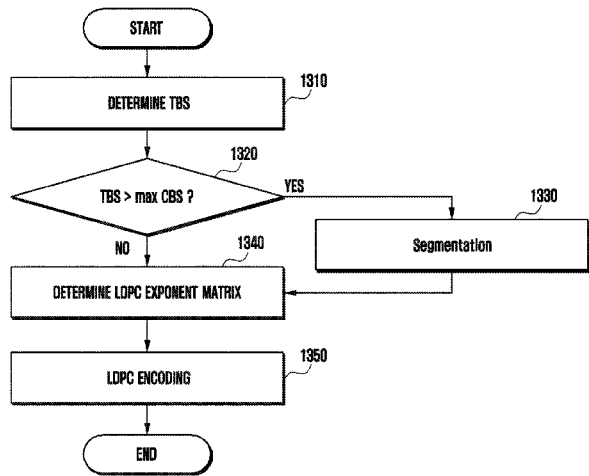 START
1310
DETERMINE TBS
1320
TBS > max CBS ?
YES
1330
Segmentation
NO
1340
DETERMINE LDPC EXPONENT MATRIX
1350
LDPC ENCODING
END